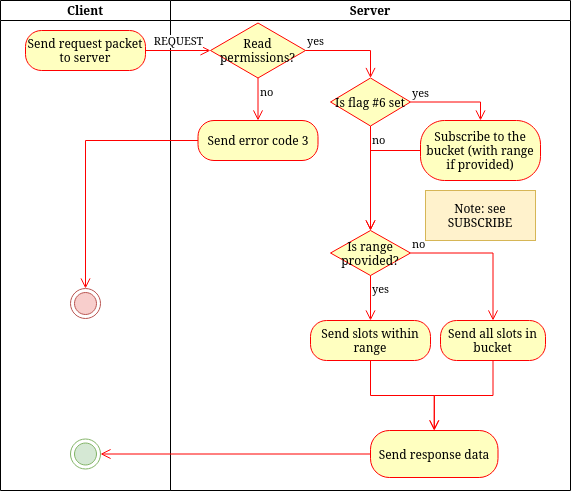 Client
Server
Send request packet
to server
REQUEST
Read
permissions?
yes
no
Is flag #6 set
yes
no
Send error code 3
Subscribe to the
bucket (with range
if provided)
Note: see
SUBSCRIBE
Is range
provided?
no
yes
Send slots within
range
Send all slots in
bucket
Send response data